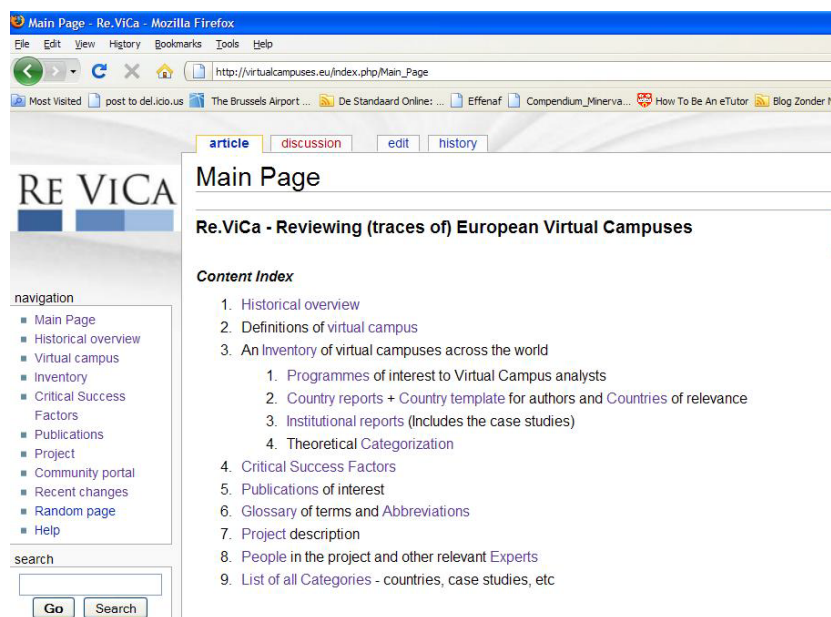 Main Page - Re.ViCa - Mozilla Firefox
File Edit View History Bookmarks Tools Help
http://virtualcampuses.eu/index.php/Main_Page
Most Visited post to del.icio.us The Brussels Airport ... De Standaard Online: ... Effenaf Compendium_Minerva... How To Be An eTutor Blog Zonder
article discussion edit history
RE VICA
Main Page
Re.ViCa - Reviewing (traces of) European Virtual Campuses
Content Index
1. Historical overview
2. Definitions of virtual campus
3. An Inventory of virtual campuses across the world
1. Programmes of interest to Virtual Campus analysts
2. Country reports + Country template for authors and Countries of relevance
3. Institutional reports (Includes the case studies)
4. Theoretical Categorization
4. Critical Success Factors
5. Publications of interest
6. Glossary of terms and Abbreviations
7. Project description
8. People in the project and other relevant Experts
9. List of all Categories - countries, case studies, etc
navigation
Main Page
Historical overview
Virtual campus
Inventory
Critical Success
Factors
Publications
Project
Community portal
Recent changes
Random page
Help
search
Go Search